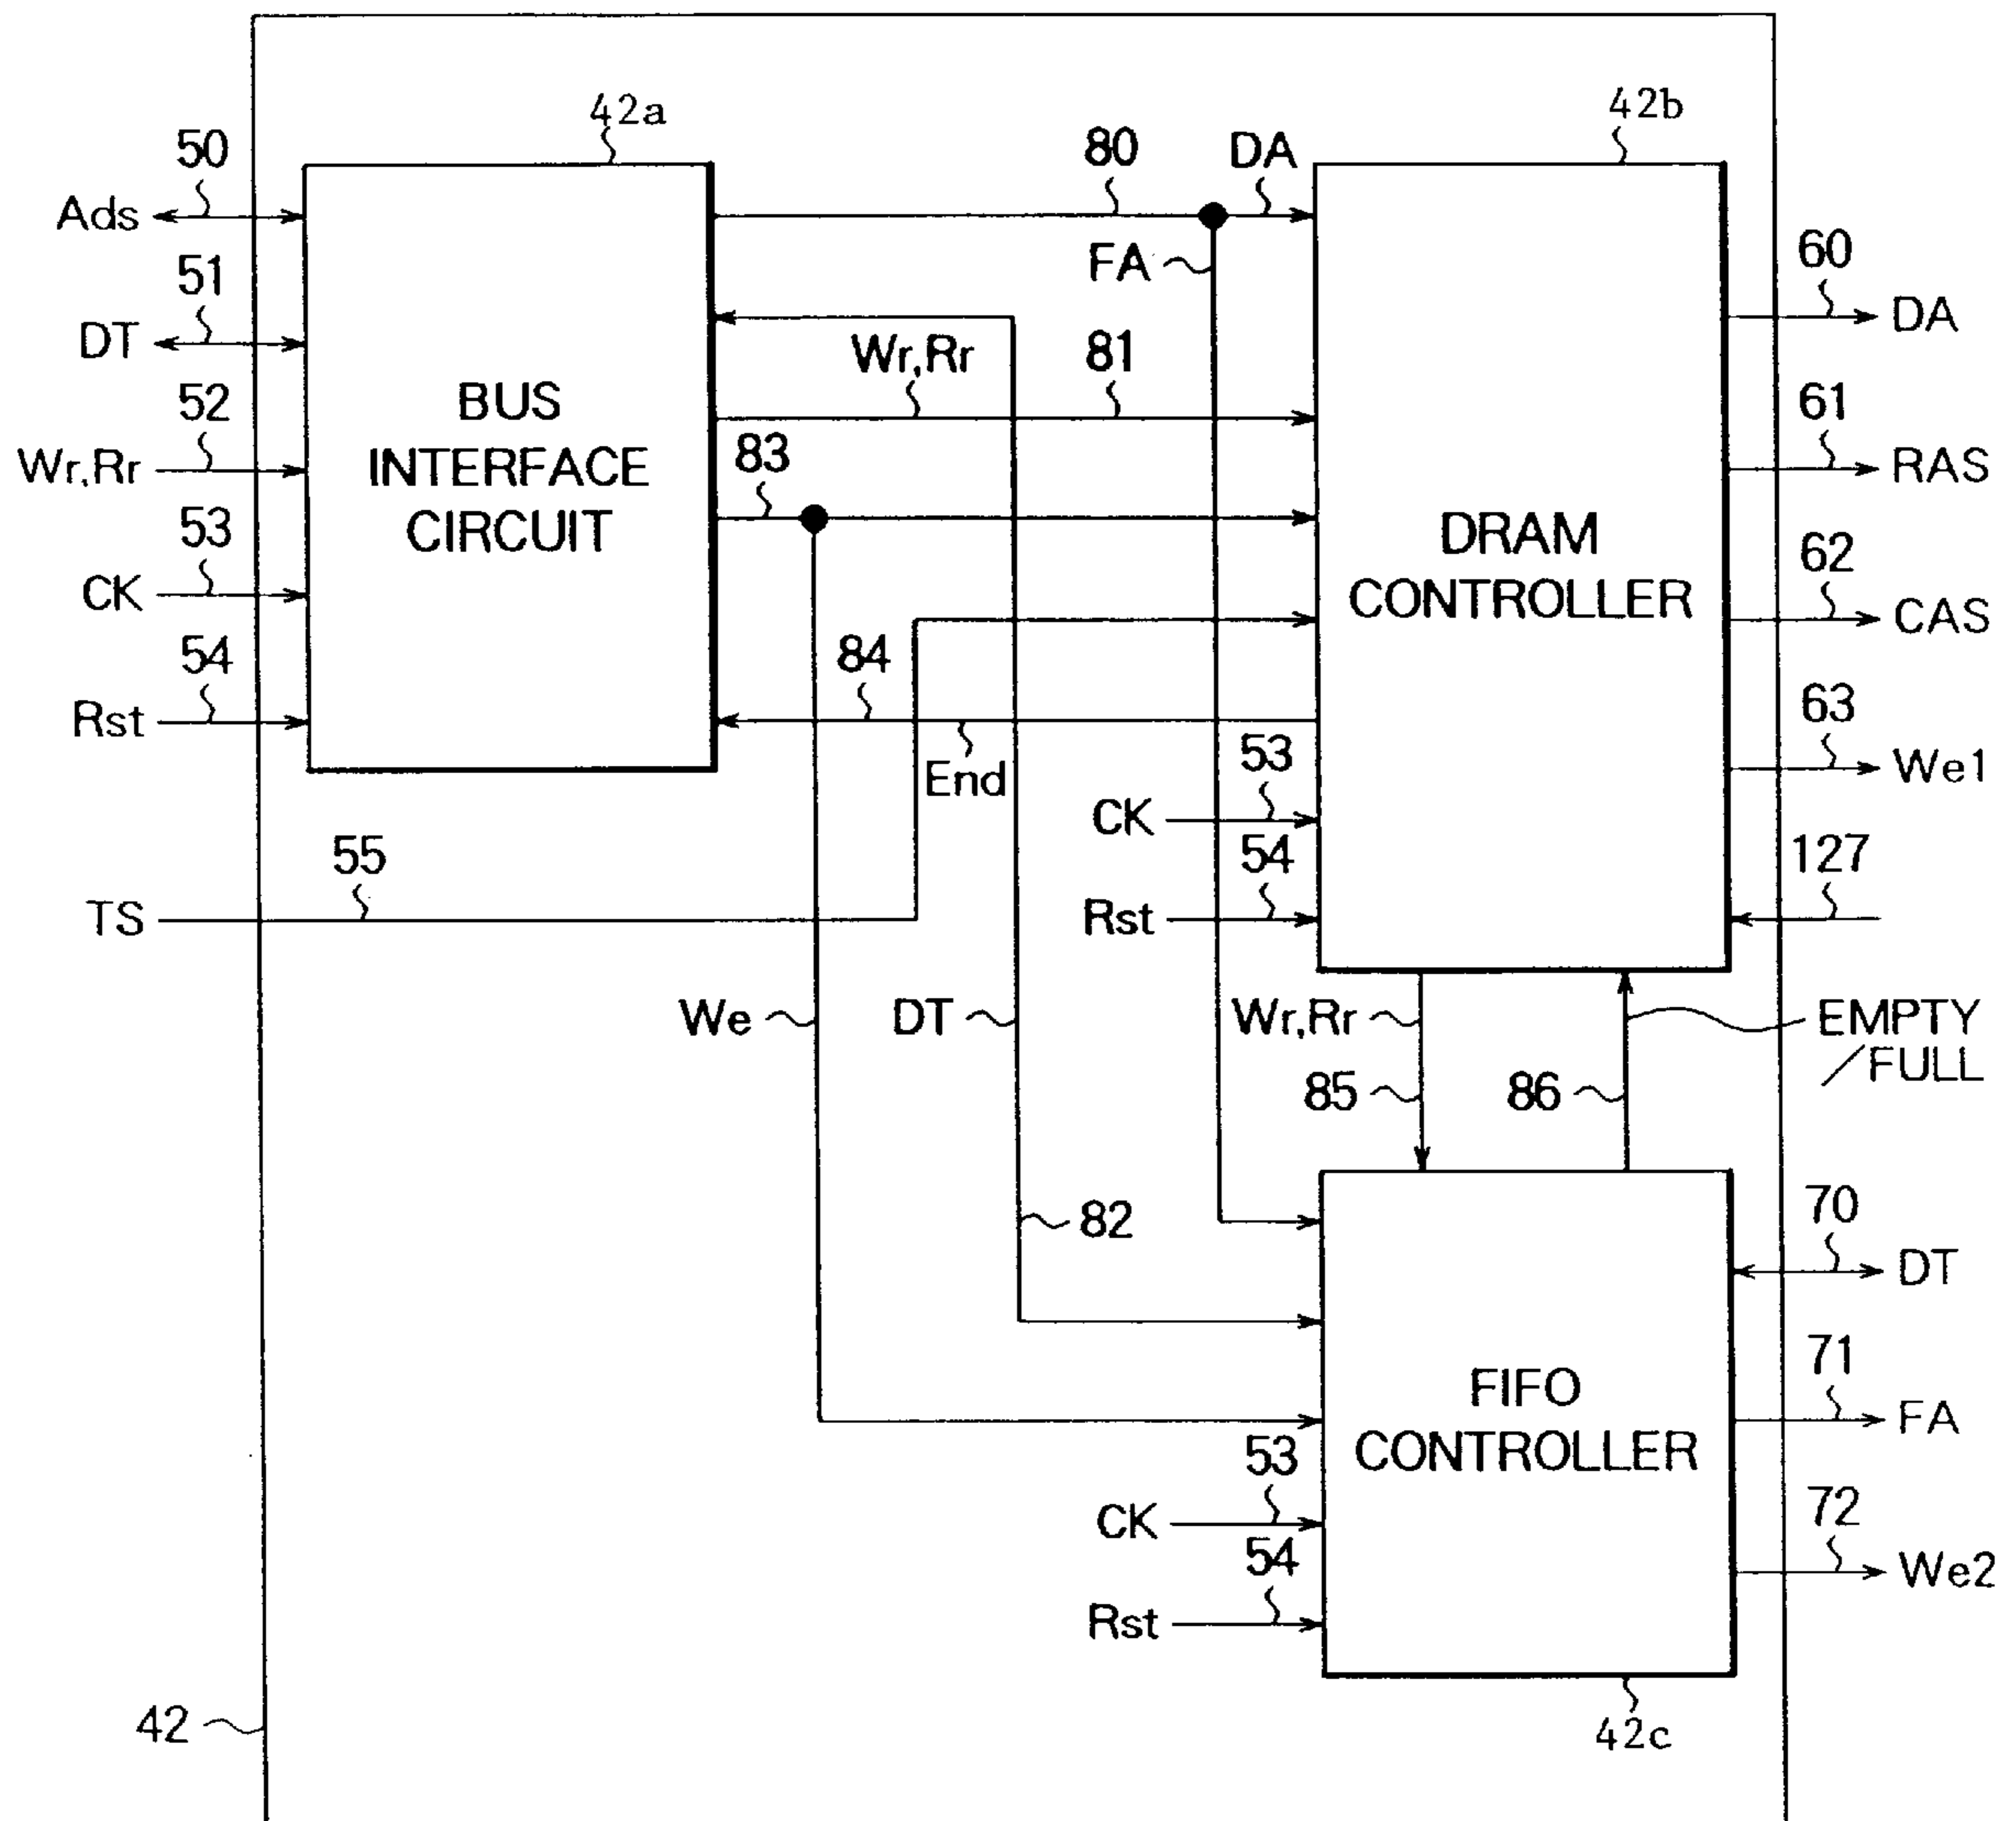 42a
42b
50
80
DA
Ads
FA
60
DA
51
DT
Wr,Rr
81
52
BUS
INTERFACE
CIRCUIT
61
RAS
Wr,Rr
83
53
DRAM
CONTROLLER
62
CAS
CK
54
84
Rst
End
53
CK
63
We1
55
54
127
TS
Rst
We
DT
Wr,Rr
EMPTY
/FULL
85
86
82
70
DT
FIFO
CONTROLLER
71
FA
53
CK
72
We2
54
Rst
42
42c